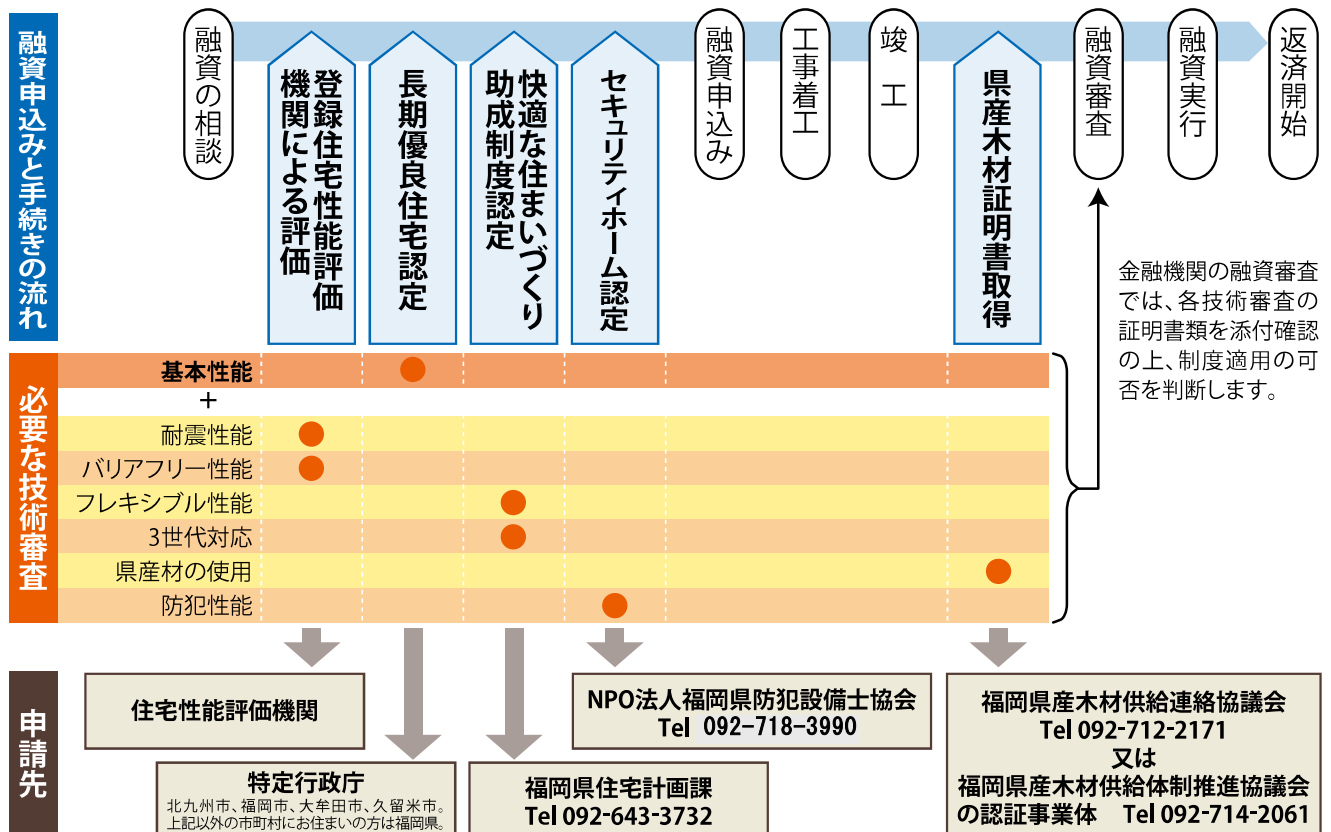 融資申込みと手続きの流れ
融資の相談
登録住宅性能評価
機関による評価
長期優良住宅認定
快適な住まいづくり
助成制度認定
セキュリティホーム認定
融資申込み
工事着工
竣工
県産木材証明書取得
融資審査
融資実行
返済開始
金融機関の融資審査
では、各技術審査の
証明書類を添付確認
の上、制度適用の可
否を判断します。
必要な技術審査
基本性能
+
耐震性能
バリアフリー性能
フレキシブル性能
3世代対応
県産材の使用
防犯性能
申請先
住宅性能評価機関
特定行政庁
北九州市、福岡市、大牟田市、久留米市。
上記以外の市町村にお住まいの方は福岡県。
福岡県住宅計画課
Tel 092-643-3732
NPO法人福岡県防犯設備士協会
Tel 092-718-3990
福岡県産木材供給連絡協議会
Tel 092-712-2171
又は
福岡県産木材供給体制推進協議会
の認証事業体 Tel 092-714-2061